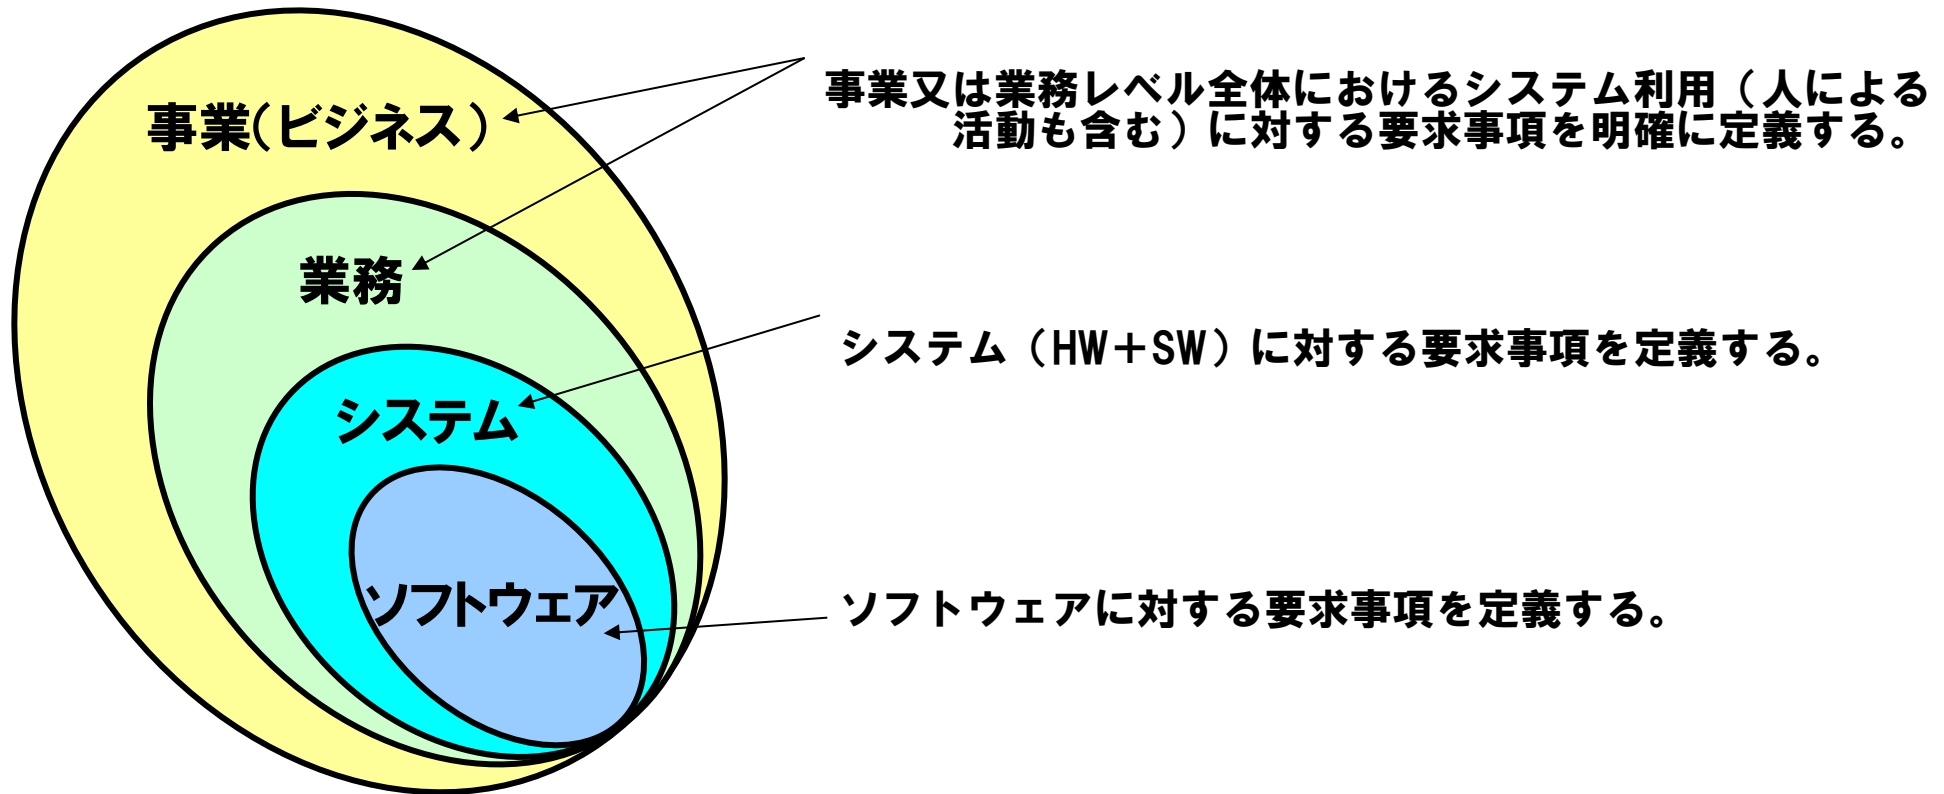 事業(ビジネス)
事業又は業務レベル全体におけるシステム利用(人による
活動も含む)に対する要求事項を明確に定義する。
業務
システム(HW+SW)に対する要求事項を定義する。
システム
ソフトウェア
ソフトウェアに対する要求事項を定義する。